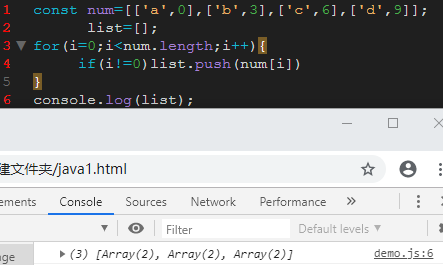 1 const num=[['a',0],['b',3],['c',6],['d',9]];
2 list=[];
3 for(i=0;i<num.length;i++){
4 if(i!=0)list.push(num[i])
5 }
6 console.log(list);
建文件夹/java1.html
ements Console Sources Network Performance »
Filter Default levels
nge (3) [Array(2), Array(2), Array(2)] demo.js:6